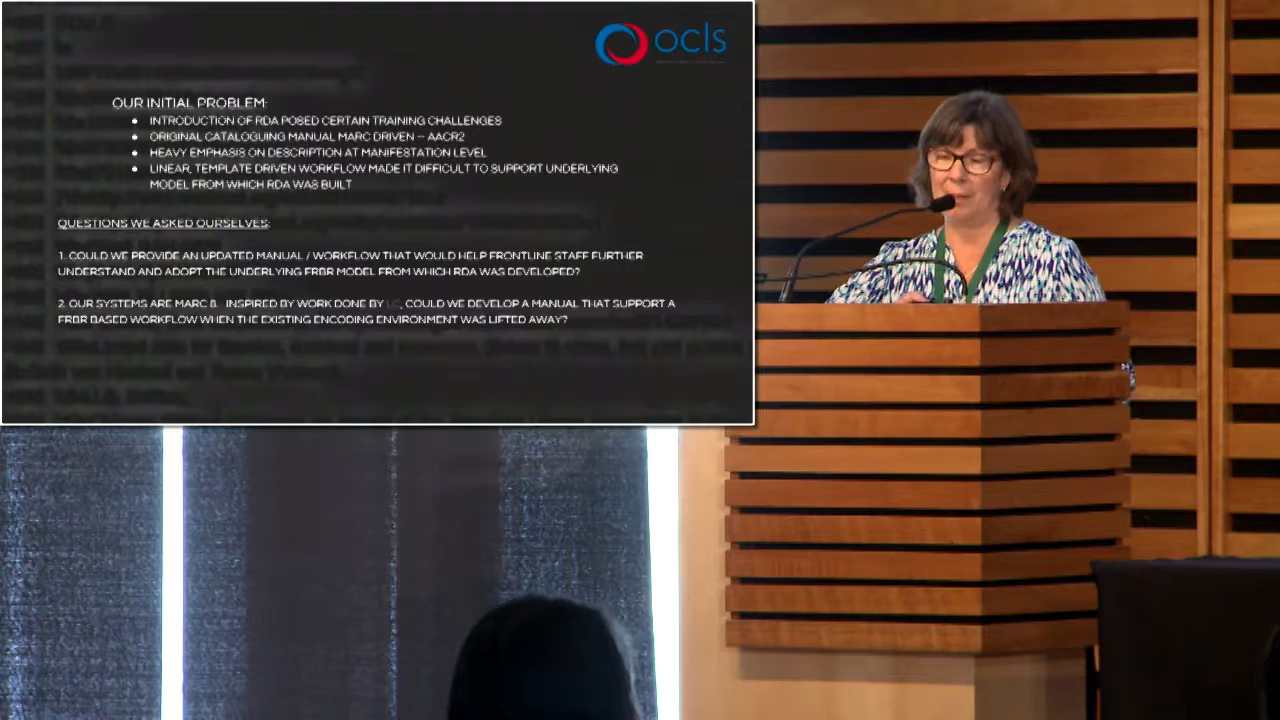 ocls
OUR INITIAL PROBLEM:
● INTRODUCTION OF RDA POSED CERTAIN TRAINING CHALLENGES
● ORIGINAL CATALOGUING MANUAL MARC DRIVEN – AACR2
● HEAVY EMPHASIS ON DESCRIPTION AT MANIFESTATION LEVEL
● LINEAR, TEMPLATE DRIVEN WORKFLOW MADE IT DIFFICULT TO SUPPORT UNDERLYING
MODEL FROM WHICH RDA WAS BUILT
QUESTIONS WE ASKED OURSELVES:
1. COULD WE PROVIDE AN UPDATED MANUAL / WORKFLOW THAT WOULD HELP FRONTLINE STAFF FURTHER
UNDERSTAND AND ADOPT THE UNDERLYING FRBR MODEL FROM WHICH RDA WAS DEVELOPED?
2. OUR SYSTEMS ARE MARC B. INSPIRED BY WORK DONE BY LC, COULD WE DEVELOP A MANUAL THAT SUPPORT A
FRBR BASED WORKFLOW WHEN THE EXISTING ENCODING ENVIRONMENT WAS LIFTED AWAY?